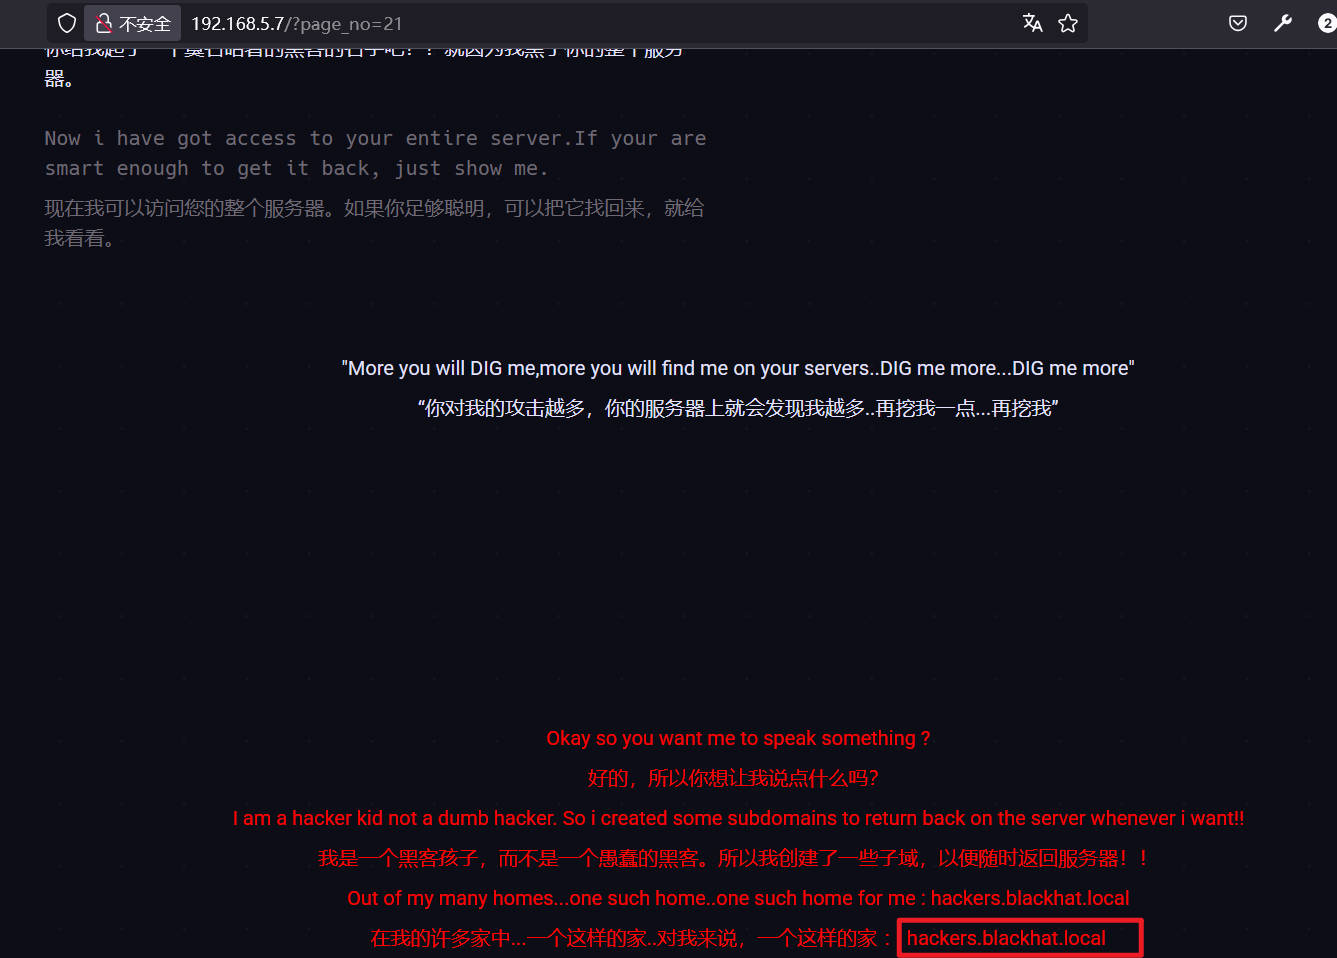 不安全 192.168.5.7/?page_no=21
2
器。
Now i have got access to your entire server.If your are
smart enough to get it back, just show me.
现在我可以访问您的整个服务器。如果你足够聪明，可以把它找回来，就给
我看看。
"More you will DIG me,more you will find me on your servers..DIG me more...DIG me more"
“你对我的攻击越多，你的服务器上就会发现我越多..再挖我一点...再挖我”
Okay so you want me to speak something ?
好的，所以你想让我说点什么吗？
I am a hacker kid not a dumb hacker. So i created some subdomains to return back on the server whenever i want!!
我是一个黑客孩子，而不是一个愚蠢的黑客。所以我创建了一些子域，以便随时返回服务器！！
Out of my many homes...one such home..one such home for me : hackers.blackhat.local
在我的许多家中...一个这样的家..对我来说，一个这样的家： hackers.blackhat.local